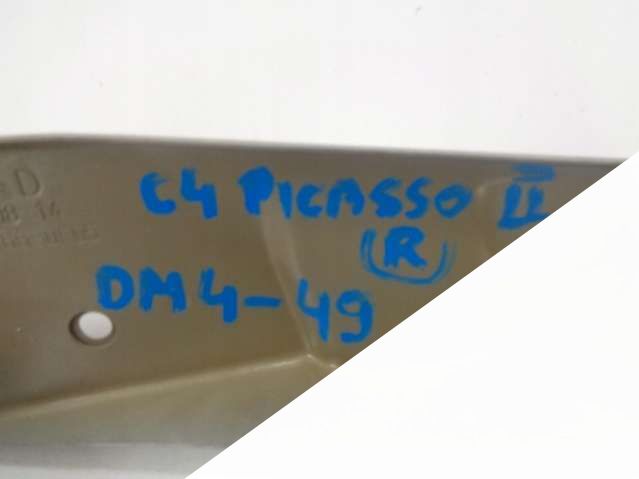 C4 PICASSO II
(R)
DM4-49
D